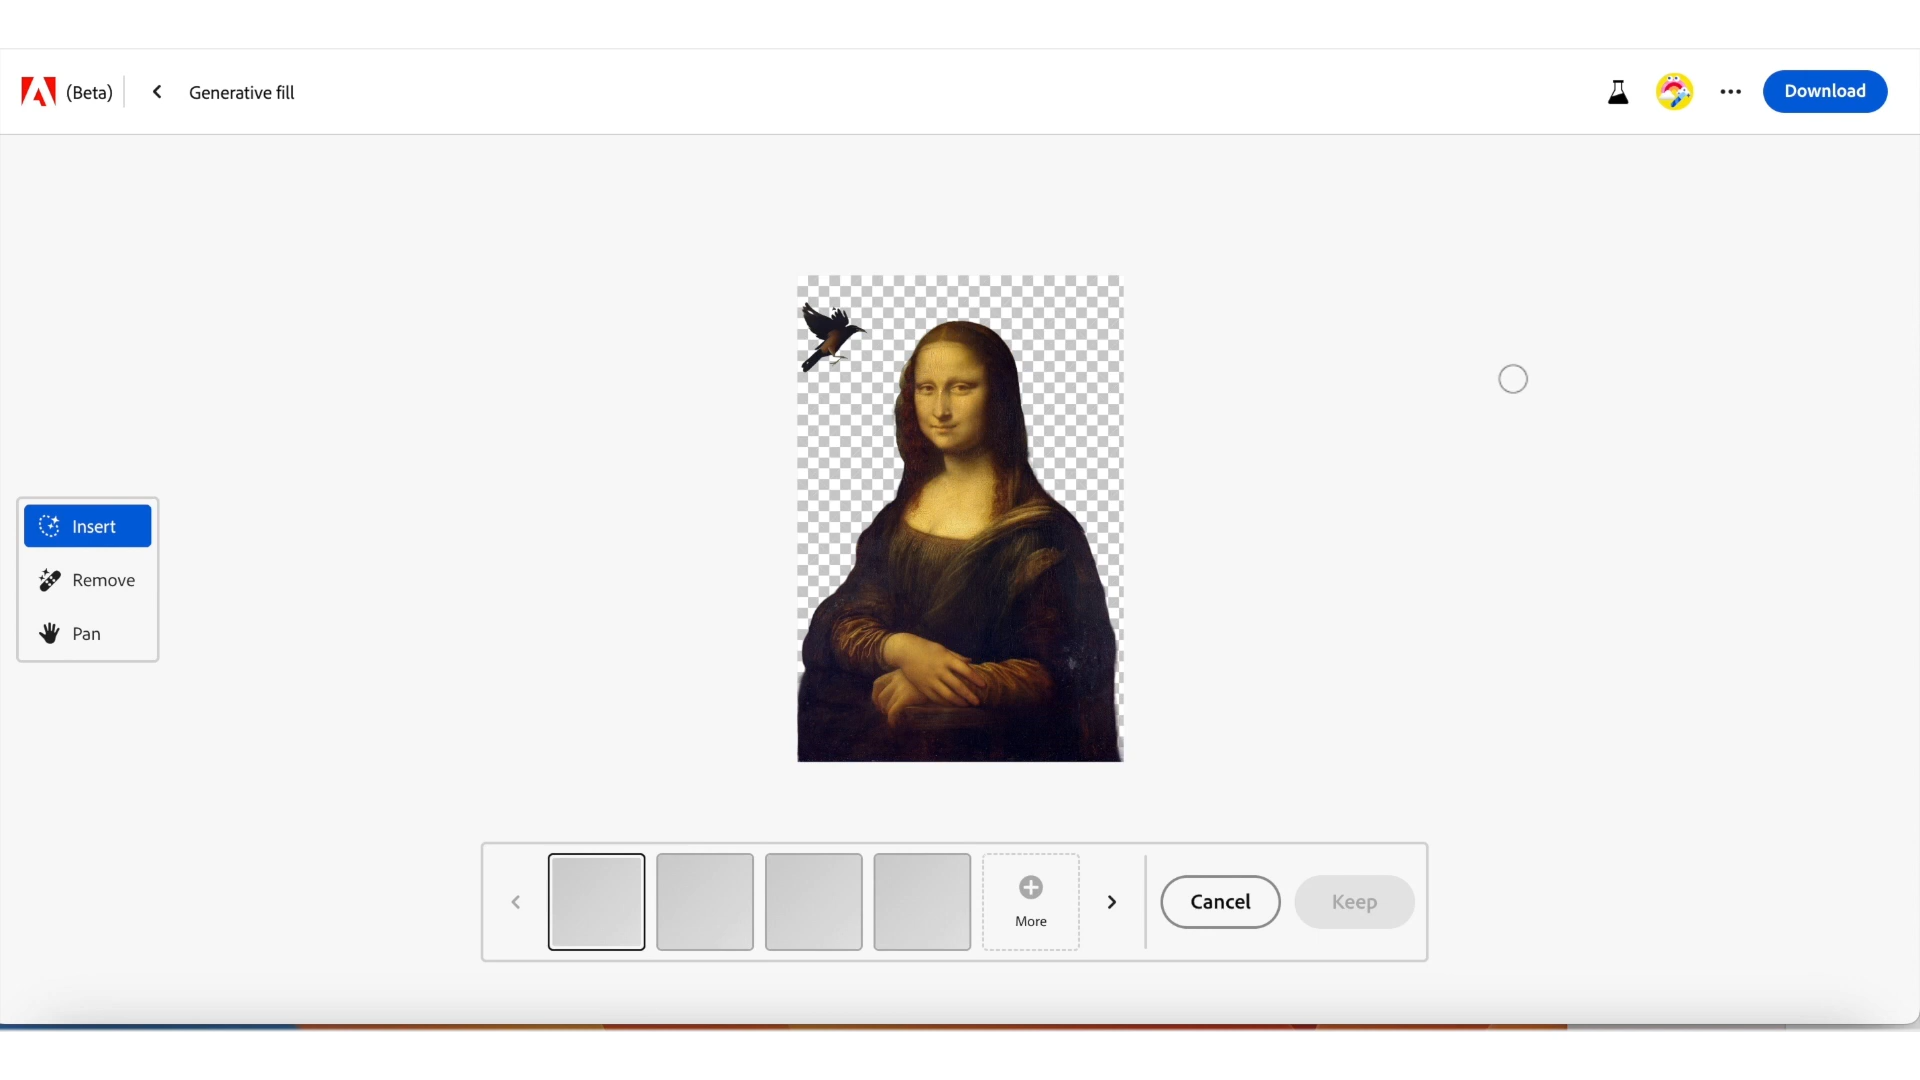 (Beta)
Generative fill
Download
Insert
Remove
Pan
More
Cancel
Keep